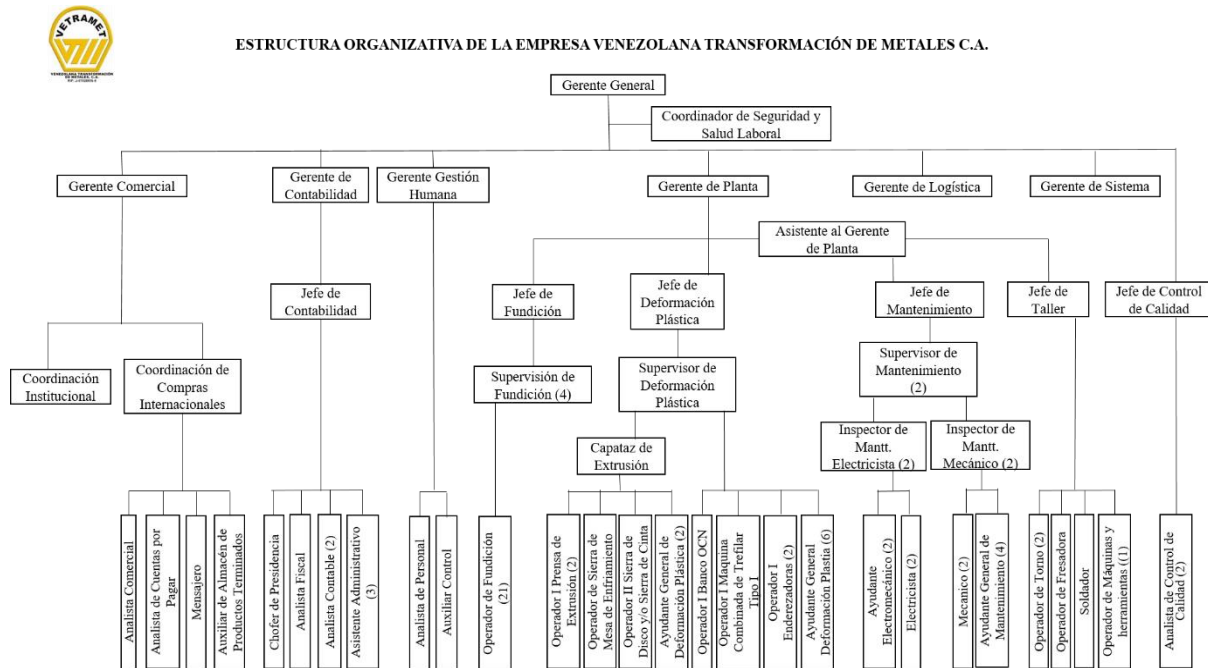 VETRAMET
VENEZOLANA TRANSFORMACIÓN
DE METALES, C.A.
ESTRUCTURA ORGANIZATIVA DE LA EMPRESA VENEZOLANA TRANSFORMACIÓN DE METALES C.A.
Gerente General
Coordinador de Seguridad y
Salud Laboral
Gerente Comercial
Gerente de
Contabilidad
Gerente Gestión
Humana
Gerente de Planta
Gerente de Logística
Gerente de Sistema
Asistente al Gerente
de Planta
Jefe de
Contabilidad
Jefe de
Fundición
Jefe de
Deformación
Plástica
Jefe de
Mantenimiento
Jefe de
Taller
Jefe de Control
de Calidad
Coordinación
Institucional
Coordinación de
Compras
Internacionales
Supervisión de
Fundición (4)
Supervisor de
Deformación
Plástica
Supervisor de
Mantenimiento
(2)
Capataz de
Extrusión
Inspector de
Mantt.
Electricista (2)
Inspector de
Mantt.
Mecánico (2)
Analista Comercial
Analista de Cuentas por
Pagar
Mensajero
Auxiliar de Almacén de
Productos Terminados
Chofer de Presidencia
Analista Fiscal
Analista Contable (2)
Asistente Administrativo
(3)
Analista de Personal
Auxiliar Control
Operador de Fundición
(21)
Operador I Prensa de
Extrusión (2)
Operador de Sierra de
Mesa de Enfriamiento
Operador II Sierra de
Disco y/o Sierra de Cinta
Ayudante General de
Deformación Plástica (2)
Operador I Banco OCN
Operador I Maquina
Combinada de Trefilar
Tipo I
Operador I
Enderezadoras (2)
Ayudante General
Deformación Plastia (6)
Ayudante
Electromecánico (2)
Electricista (2)
Mecanico (2)
Ayudante General de
Mantenimiento (4)
Operador de Torno (2)
Operador de Fresadora
Soldador
Operador de Máquinas y
herramientas ((1)
Analista de Control de
Calidad (2)